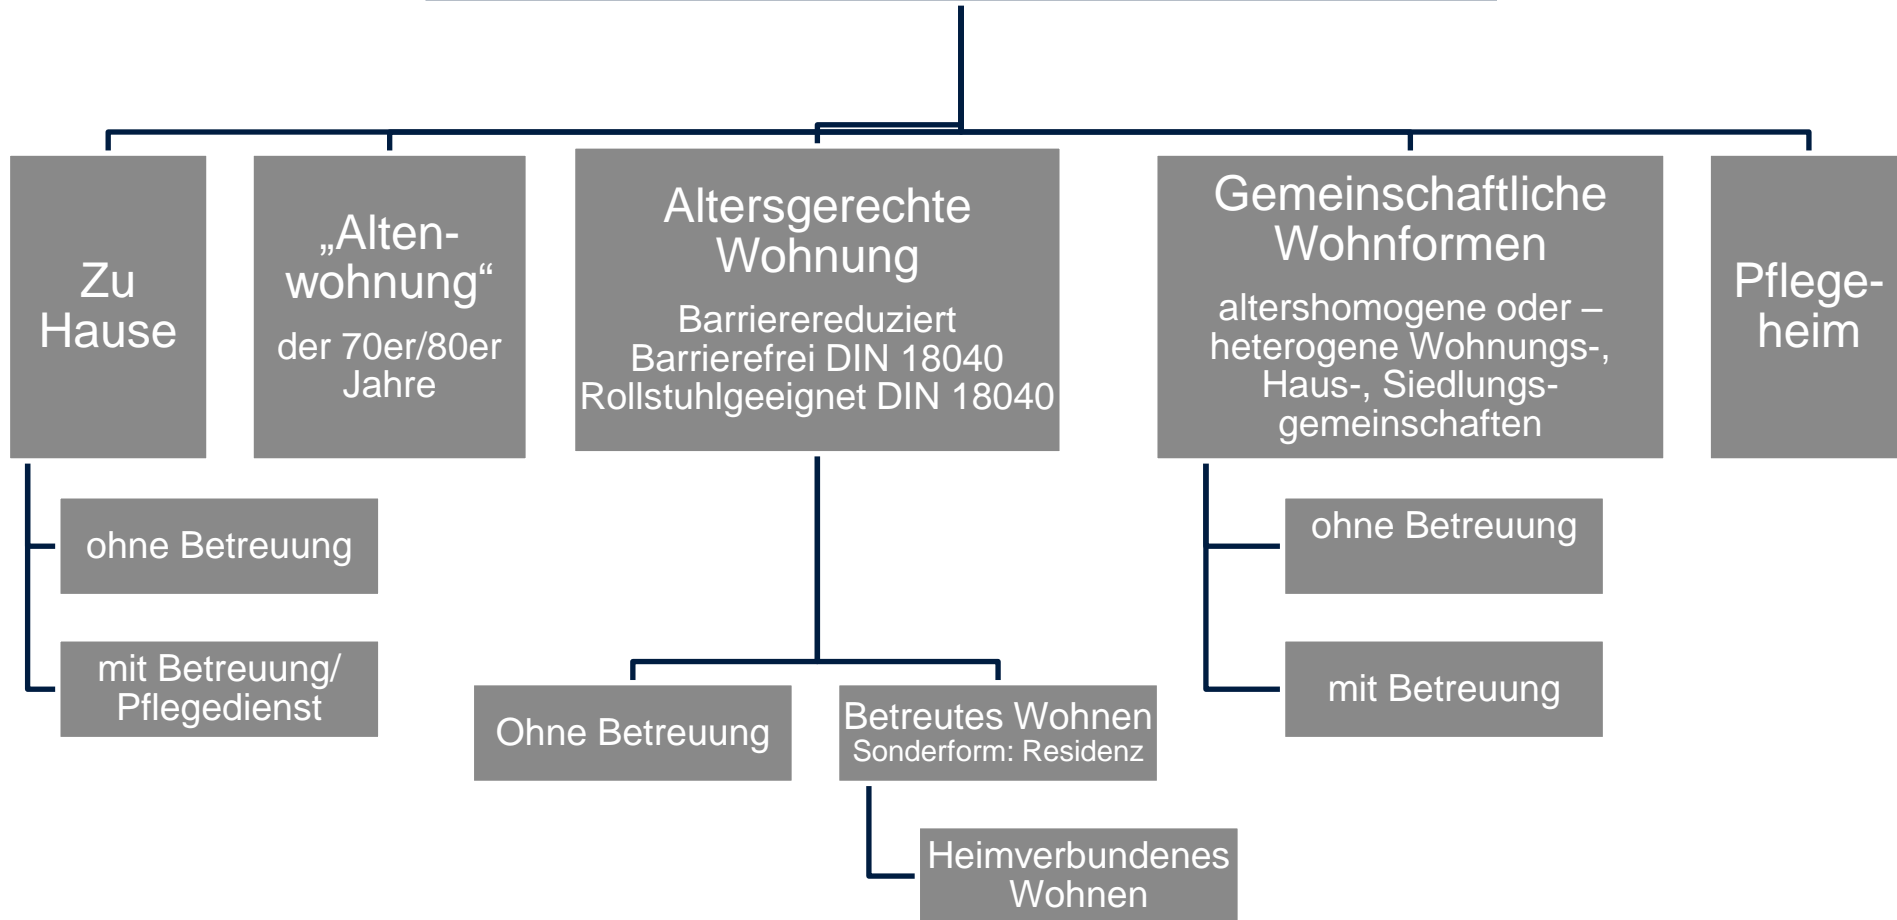 Zu
Hause
„Alten-
wohnung“
der 70er/80er
Jahre
Altersgerechte
Wohnung
Barrierereduziert
Barrierefrei DIN 18040
Rollstuhlgeeignet DIN 18040
Gemeinschaftliche
Wohnformen
altershomogene oder –
heterogene Wohnungs-,
Haus-, Siedlungs-
gemeinschaften
Pflege-
heim
ohne Betreuung
mit Betreuung/
Pflegedienst
Ohne Betreuung
Betreutes Wohnen
Sonderform: Residenz
Heimverbundenes
Wohnen
ohne Betreuung
mit Betreuung